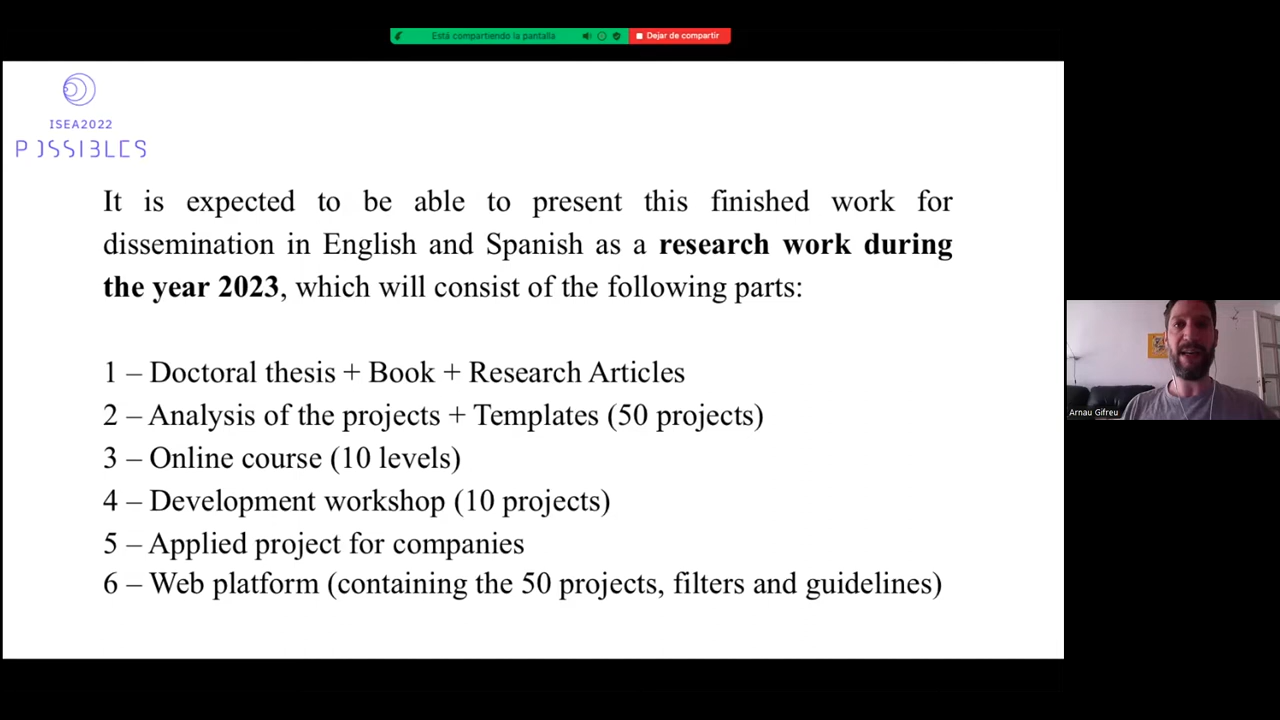 Está compartiendo la pantalla
Dejar de compartir
ISEA2022
POSSIBLES
It is expected to be able to present this finished work for
dissemination in English and Spanish as a research work during
the year 2023, which will consist of the following parts:
1 – Doctoral thesis + Book + Research Articles
2 – Analysis of the projects + Templates (50 projects)
3 – Online course (10 levels)
4 – Development workshop (10 projects)
5 – Applied project for companies
6 – Web platform (containing the 50 projects, filters and guidelines)
Arnau Gifreu